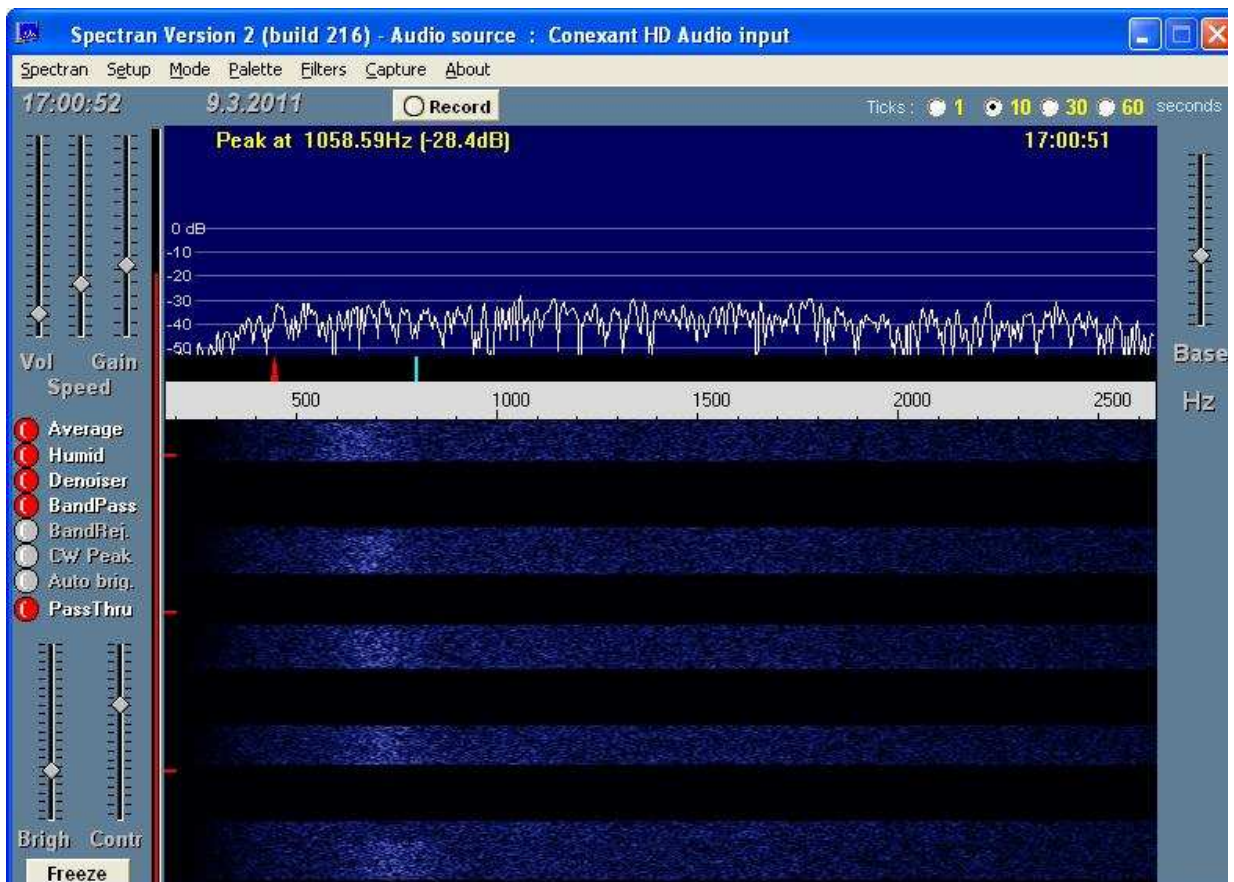 Spectran Version 2 (build 216) - Audio source : Conexant HD Audio input
Spectran Setup Mode Palette Filters Capture About
17:00:52 9.3.2011 Record Ticks : 1 10 30 60 seconds
Peak at 1058.59Hz (-28.4dB) 17:00:51
0 dB
-10
-20
-30
-40
-50
Vol Gain
Speed
Base
500 1000 1500 2000 2500 Hz
Average
Humid
Denoiser
BandPass
BandRej.
CW Peak
Auto brig.
PassThru
Brigh Contr
Freeze